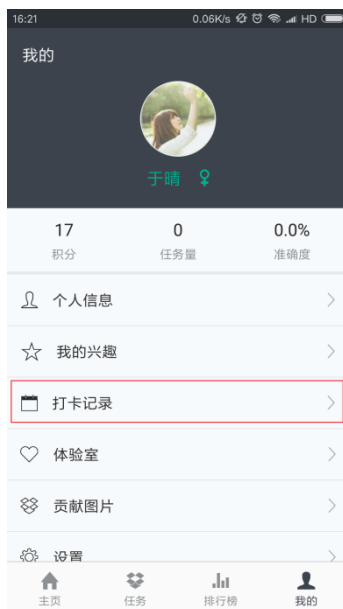 16:21 0.06K/s HD
我的
于晴
17 0 0.0%
积分 任务量 准确度
个人信息
我的兴趣
打卡记录
体验室
贡献图片
设置
主页 任务 排行榜 我的